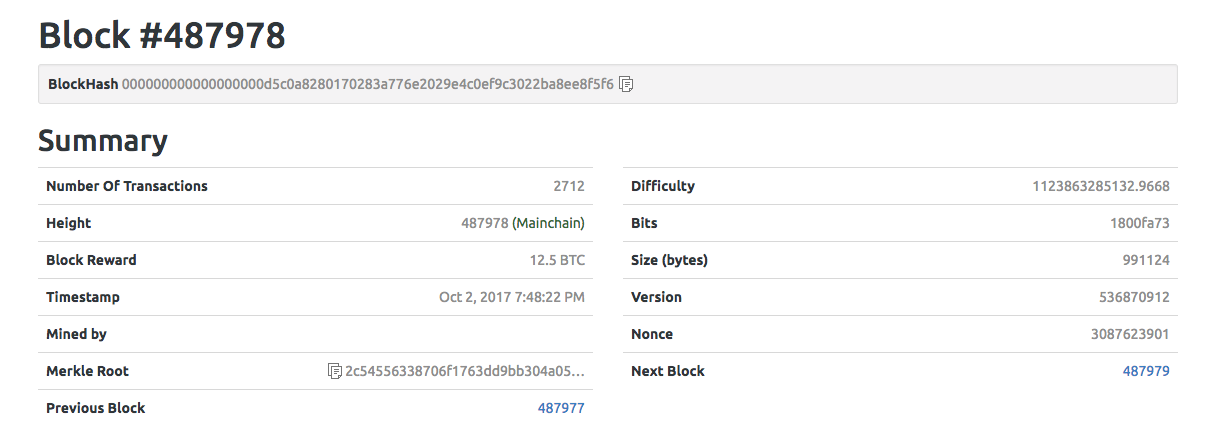 Block #487978
BlockHash 000000000000000000d5c0a8280170283a776e2029e4c0ef9c3022ba8ee8f5f6
Summary
Number Of Transactions 2712
Height 487978 (Mainchain)
Block Reward 12.5 BTC
Timestamp Oct 2, 2017 7:48:22 PM
Mined by
Merkle Root 2c54556338706f1763dd9bb304a05...
Previous Block 487977
Difficulty 1123863285132.9668
Bits 1800fa73
Size (bytes) 991124
Version 536870912
Nonce 3087623901
Next Block 487979